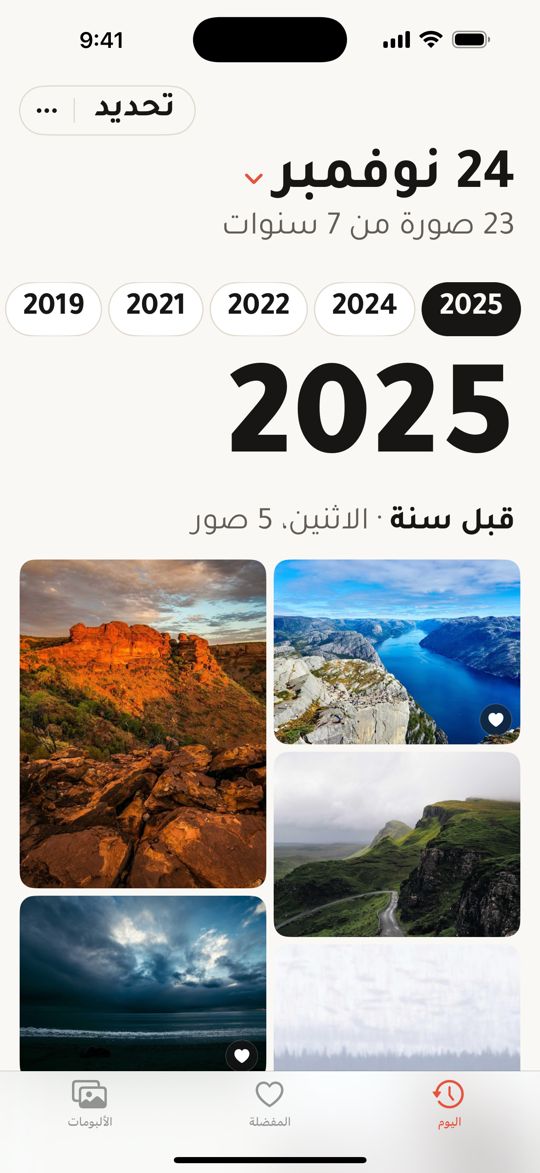 9:41
تحديد
24 نوفمبر
23 صورة من 7 سنوات
2025 2024 2022 2021 2019
2025
قبل سنة · الاثنين، 5 صور
اليوم
المفضلة
الألبومات